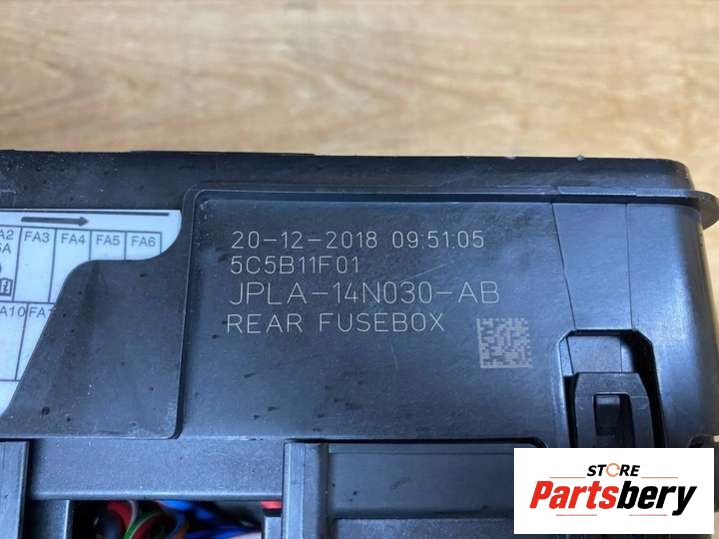 20-12-2018 09:51:05
5C5B11F01
JPLA-14N030-AB
REAR FUSEBOX
FA3 FA4 FA5 FA6
STORE
Partsbery